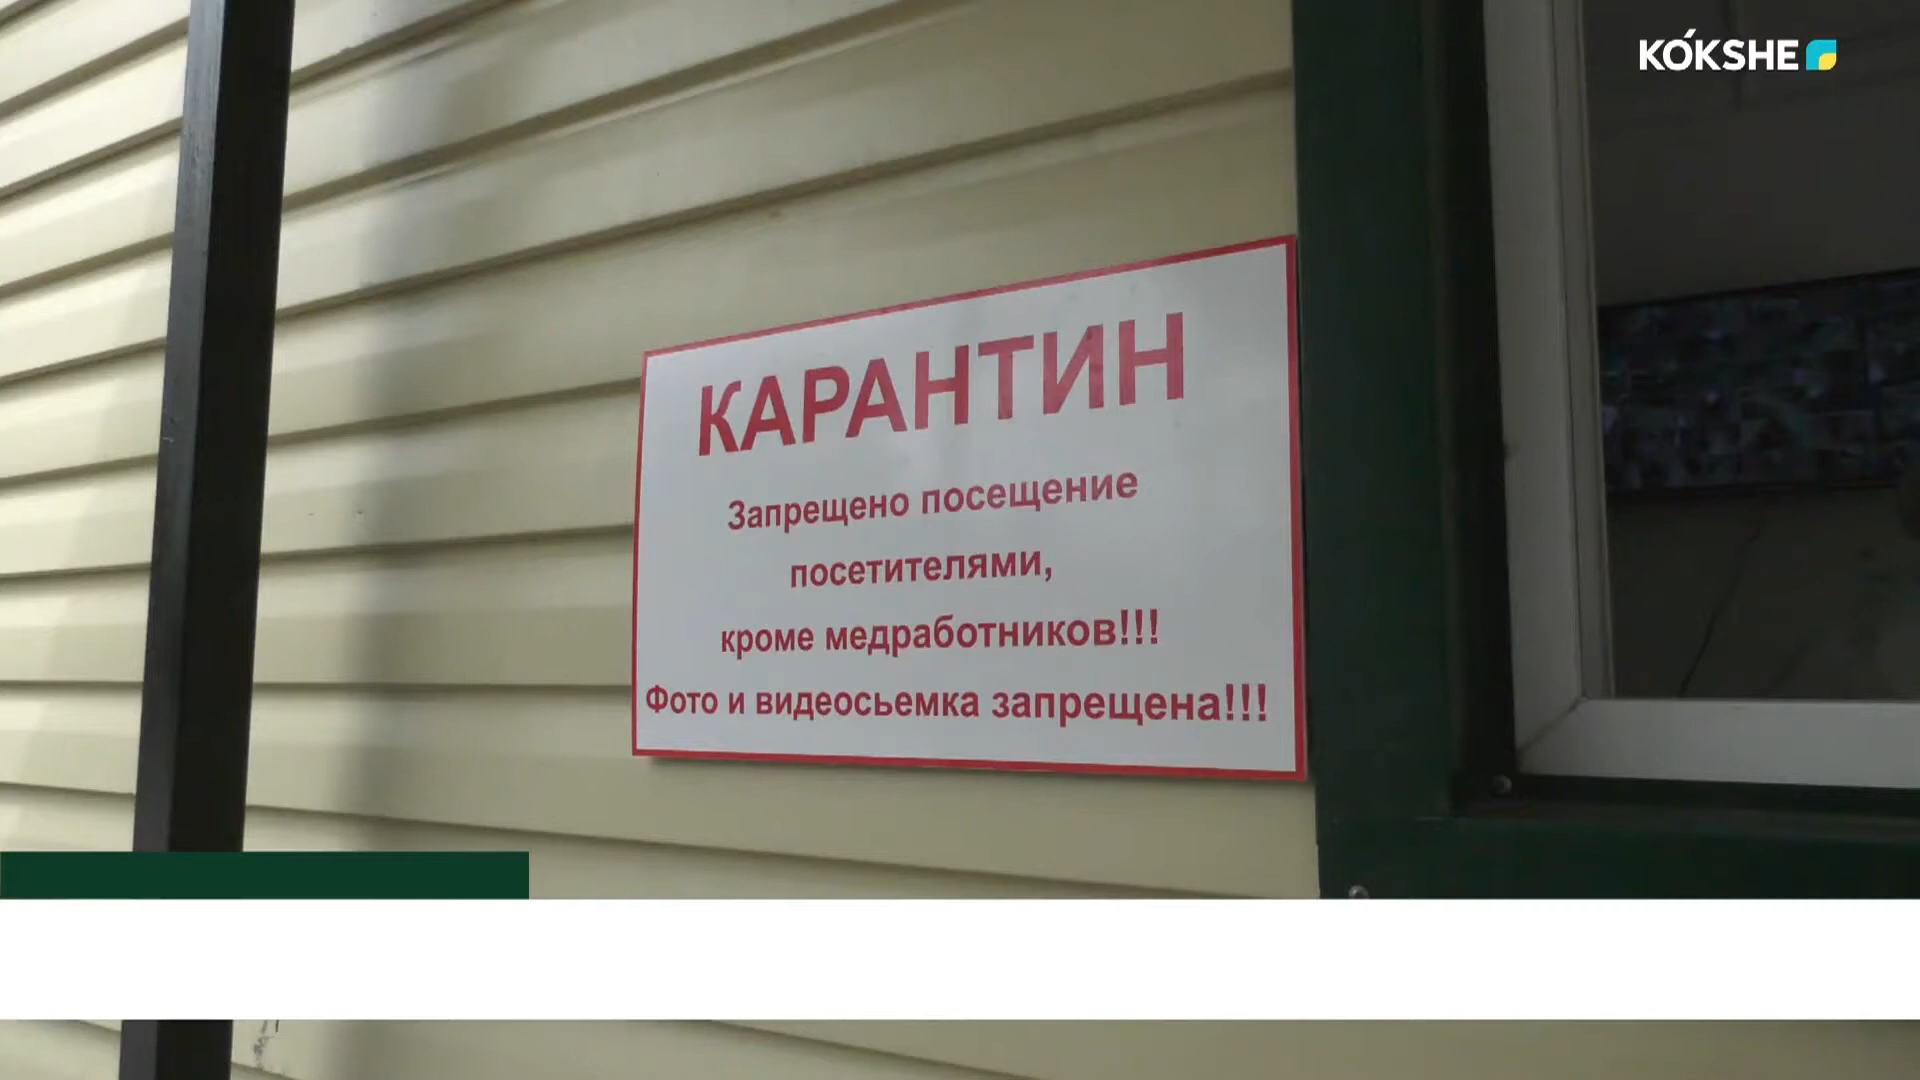 KÓKSHE
КАРАНТИН
Запрещено посещение
посетителями,
кроме медработников!!!
Фото и видеосьемка запрещена!!!